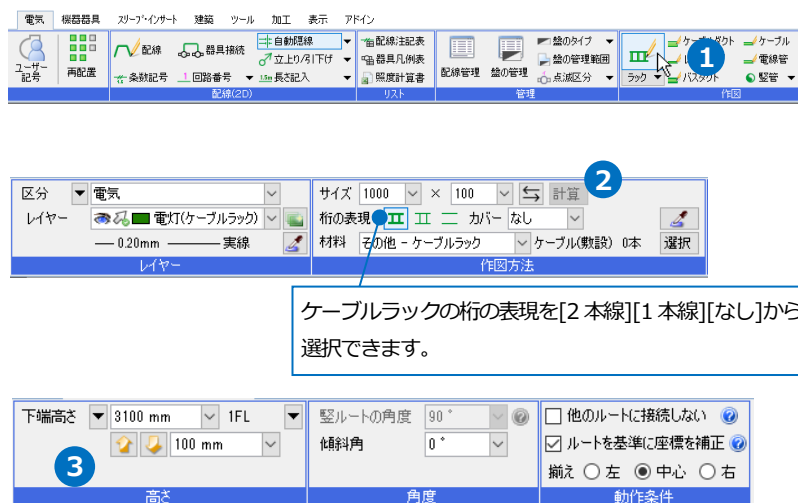 電気 機器器具 スリーブ・インサート 建築 ツール 加工 表示 アドイン
ユーザー記号
再配置
配線 器具接続 自動隠線
立上り/引下げ
条数記号 回路番号 長さ記入
配線(2D)
配線注記表
器具凡例表
照度計算書
リスト
配線管理 盤の管理
盤のタイプ
盤の管理範囲
点滅区分
管理
ラック
ケーブル
電線管
バスダクト 竪管
作図
1
区分 電気
レイヤー 電灯(ケーブルラック)
0.20mm 実線
レイヤー
サイズ 1000 × 100 計算
2
桁の表現 カバー なし
材料 その他 - ケーブルラック ケーブル(敷設) 0本 選択
作図方法
ケーブルラックの桁の表現を[2 本線][1 本線][なし]から
選択できます。
下端高さ 3100 mm 1FL
100 mm
3
高さ
竪ルートの角度 90 °
傾斜角 0 °
角度
他のルートに接続しない
ルートを基準に座標を補正
揃え 左 中心 右
動作条件